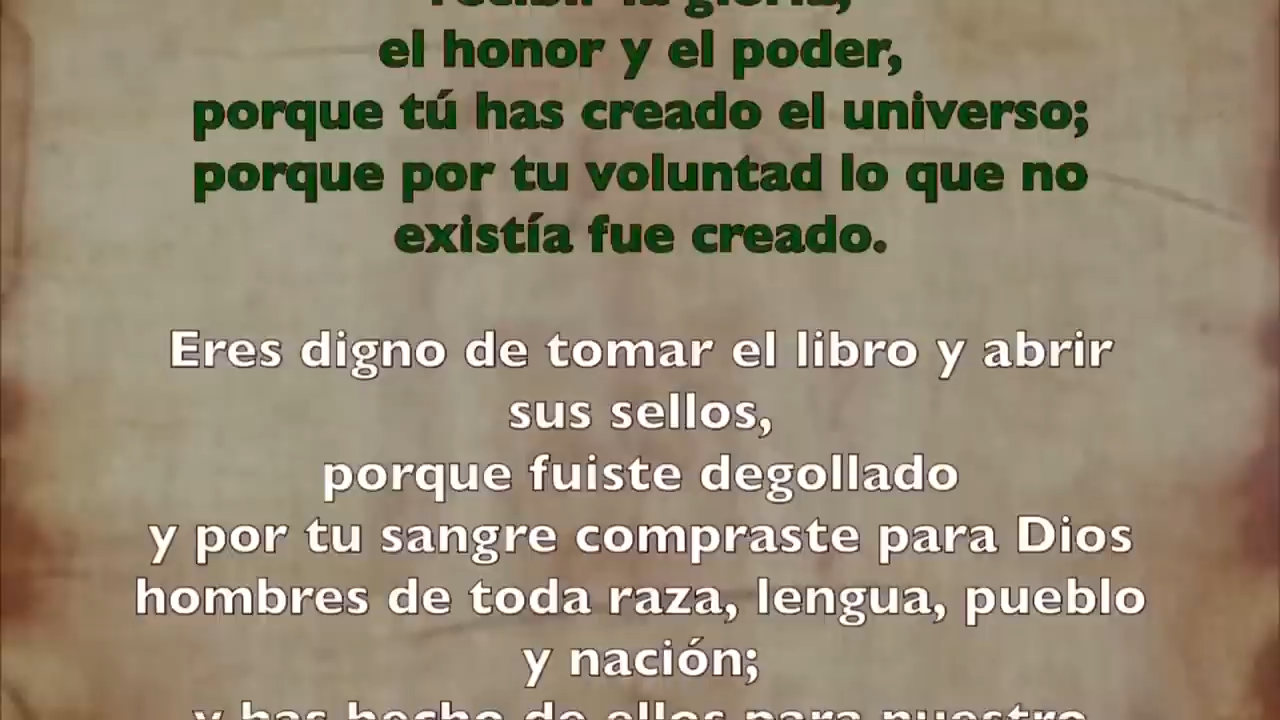 recibir la gloria,
el honor y el poder,
porque tú has creado el universo;
porque por tu voluntad lo que no
existía fue creado.
Eres digno de tomar el libro y abrir
sus sellos,
porque fuiste degollado
y por tu sangre compraste para Dios
hombres de toda raza, lengua, pueblo
y nación;
y has hecho de ellos para nuestro